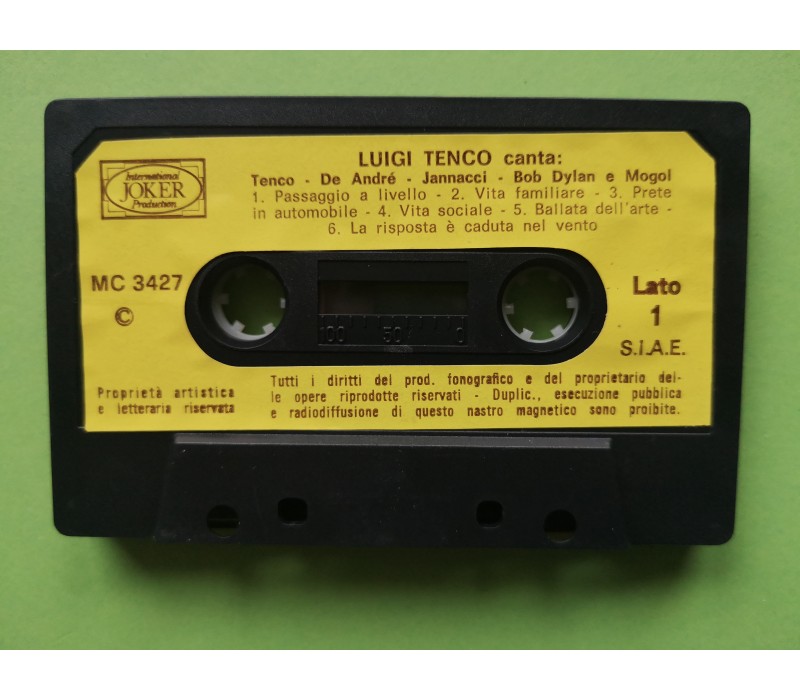 International
JOKER
Production
LUIGI TENCO canta:
Tenco - De André - Jannacci - Bob Dylan e Mogol
1. Passaggio a livello - 2. Vita familiare - 3. Prete
in automobile - 4. Vita sociale - 5. Ballata dell'arte -
6. La risposta è caduta nel vento
MC 3427
©
Lato
1
S.I.A.E.
100 50 0
Proprietà artistica
e letteraria riservata
Tutti i diritti del prod. fonografico e del proprietario del-
le opere riprodotte riservati - Duplic., esecuzione pubblica
e radiodiffusione di questo nastro magnetico sono proibite.